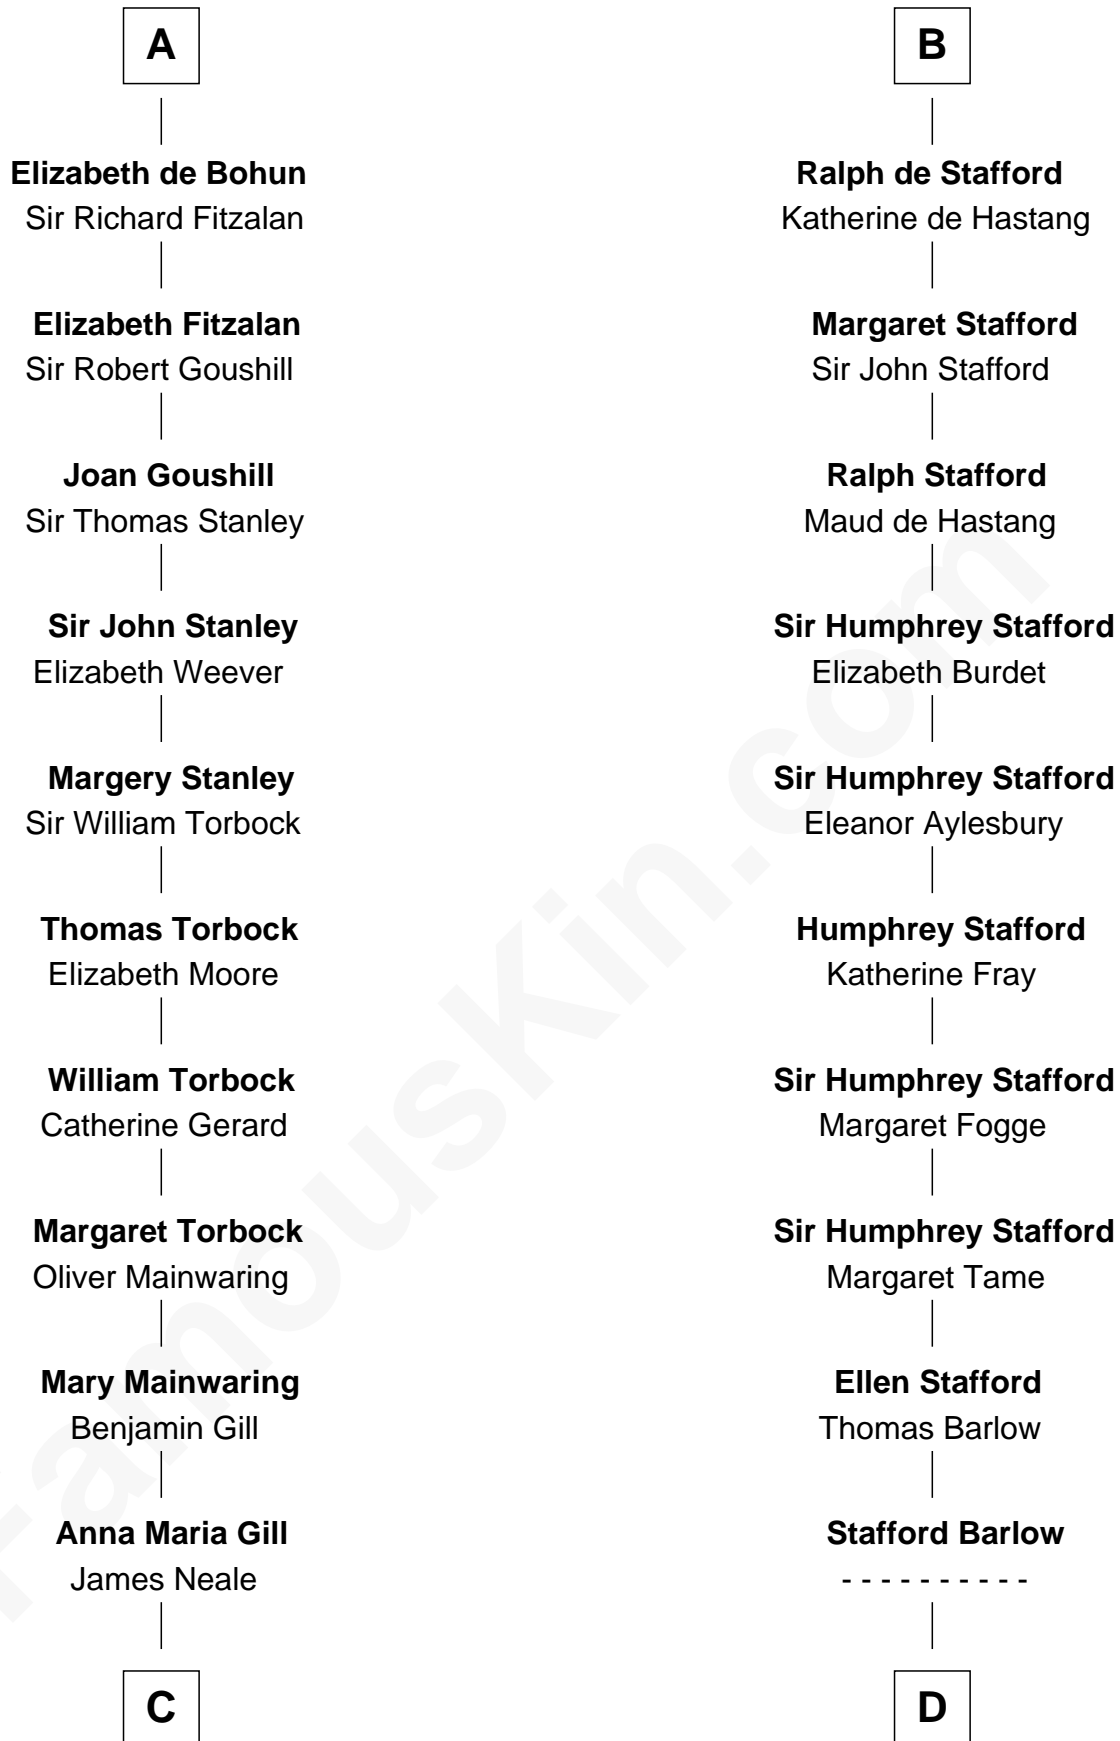 A
Elizabeth de Bohun
Sir Richard Fitzalan
Elizabeth Fitzalan
Sir Robert Goushill
Joan Goushill
Sir Thomas Stanley
Sir John Stanley
Elizabeth Weever
Margery Stanley
Sir William Torbock
Thomas Torbock
Elizabeth Moore
William Torbock
Catherine Gerard
Margaret Torbock
Oliver Mainwaring
Mary Mainwaring
Benjamin Gill
Anna Maria Gill
James Neale
C
B
Ralph de Stafford
Katherine de Hastang
Margaret Stafford
Sir John Stafford
Ralph Stafford
Maud de Hastang
Sir Humphrey Stafford
Elizabeth Burdet
Sir Humphrey Stafford
Eleanor Aylesbury
Humphrey Stafford
Katherine Fray
Sir Humphrey Stafford
Margaret Fogge
Sir Humphrey Stafford
Margaret Tame
Ellen Stafford
Thomas Barlow
Stafford Barlow
- - - - - - - - - -
D
FamousKin.com